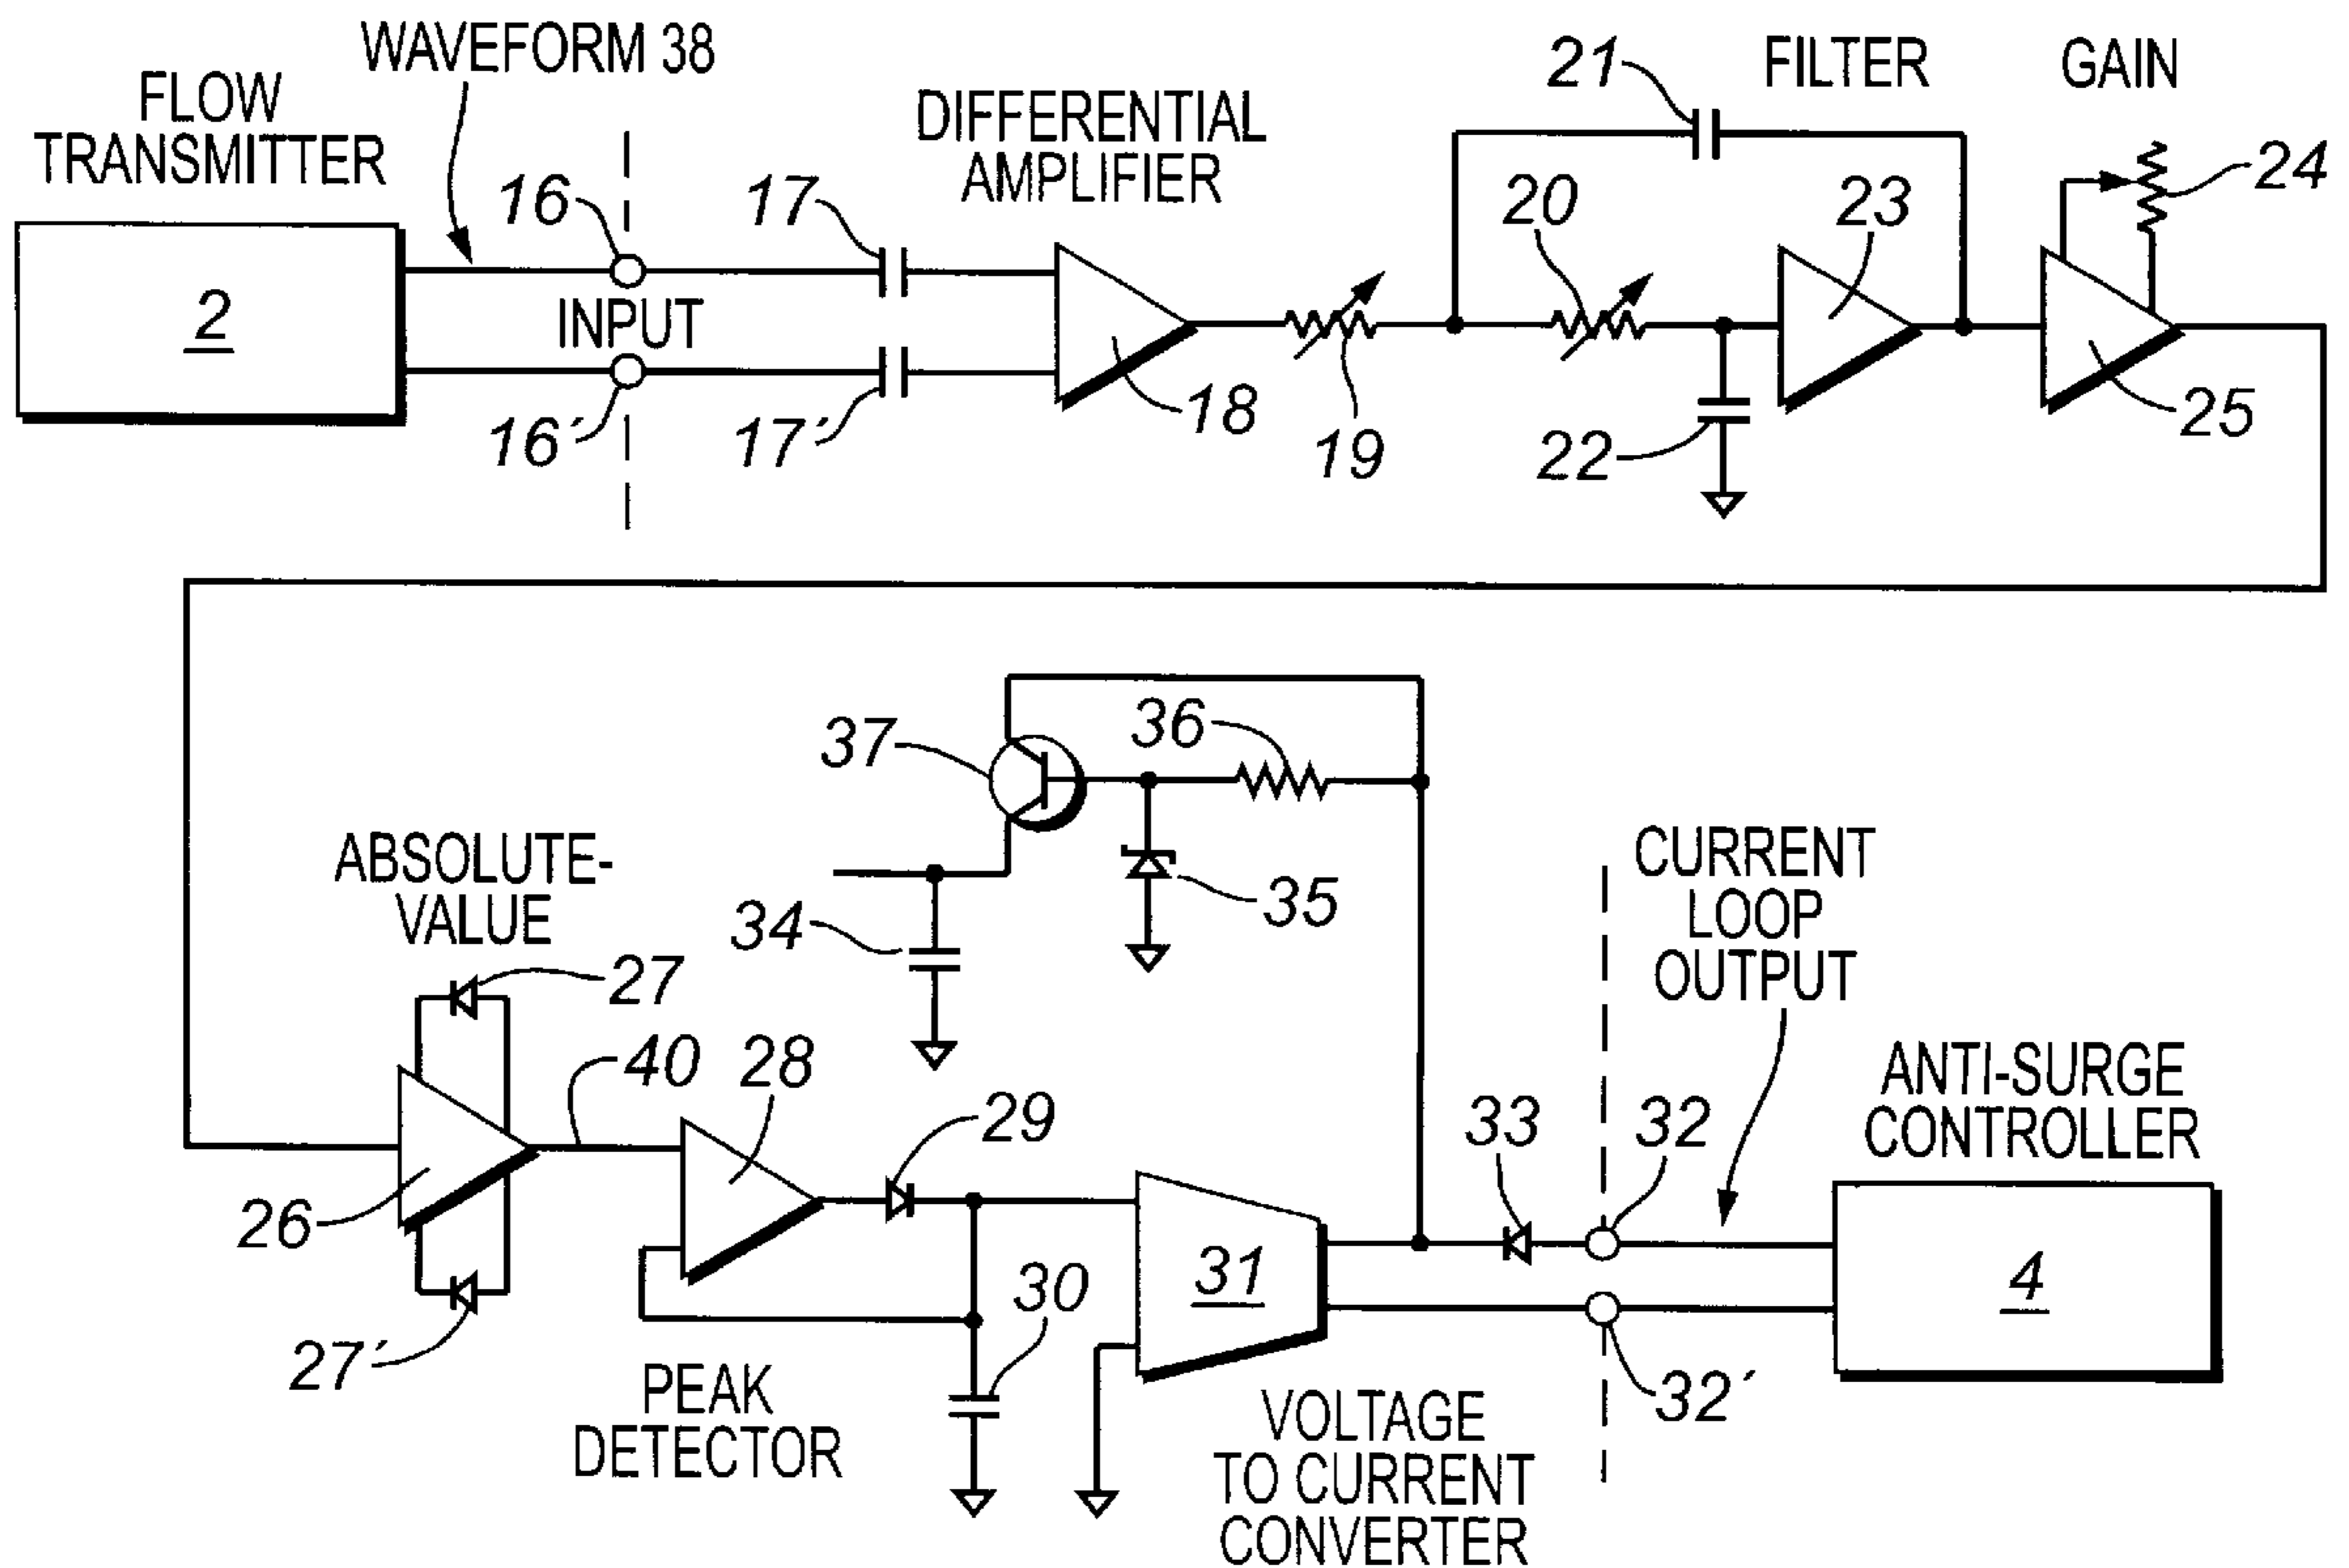 WAVEFORM 38
FLOW
TRANSMITTER
2
16
INPUT
16′
17
17′
DIFFERENTIAL
AMPLIFIER
18
19
20
21
22
FILTER
23
GAIN
24
25
37
36
35
34
ABSOLUTE-
VALUE
27
40
26
27′
28
29
PEAK
DETECTOR
30
31
VOLTAGE
TO CURRENT
CONVERTER
33
32
32′
CURRENT
LOOP
OUTPUT
ANTI-SURGE
CONTROLLER
4